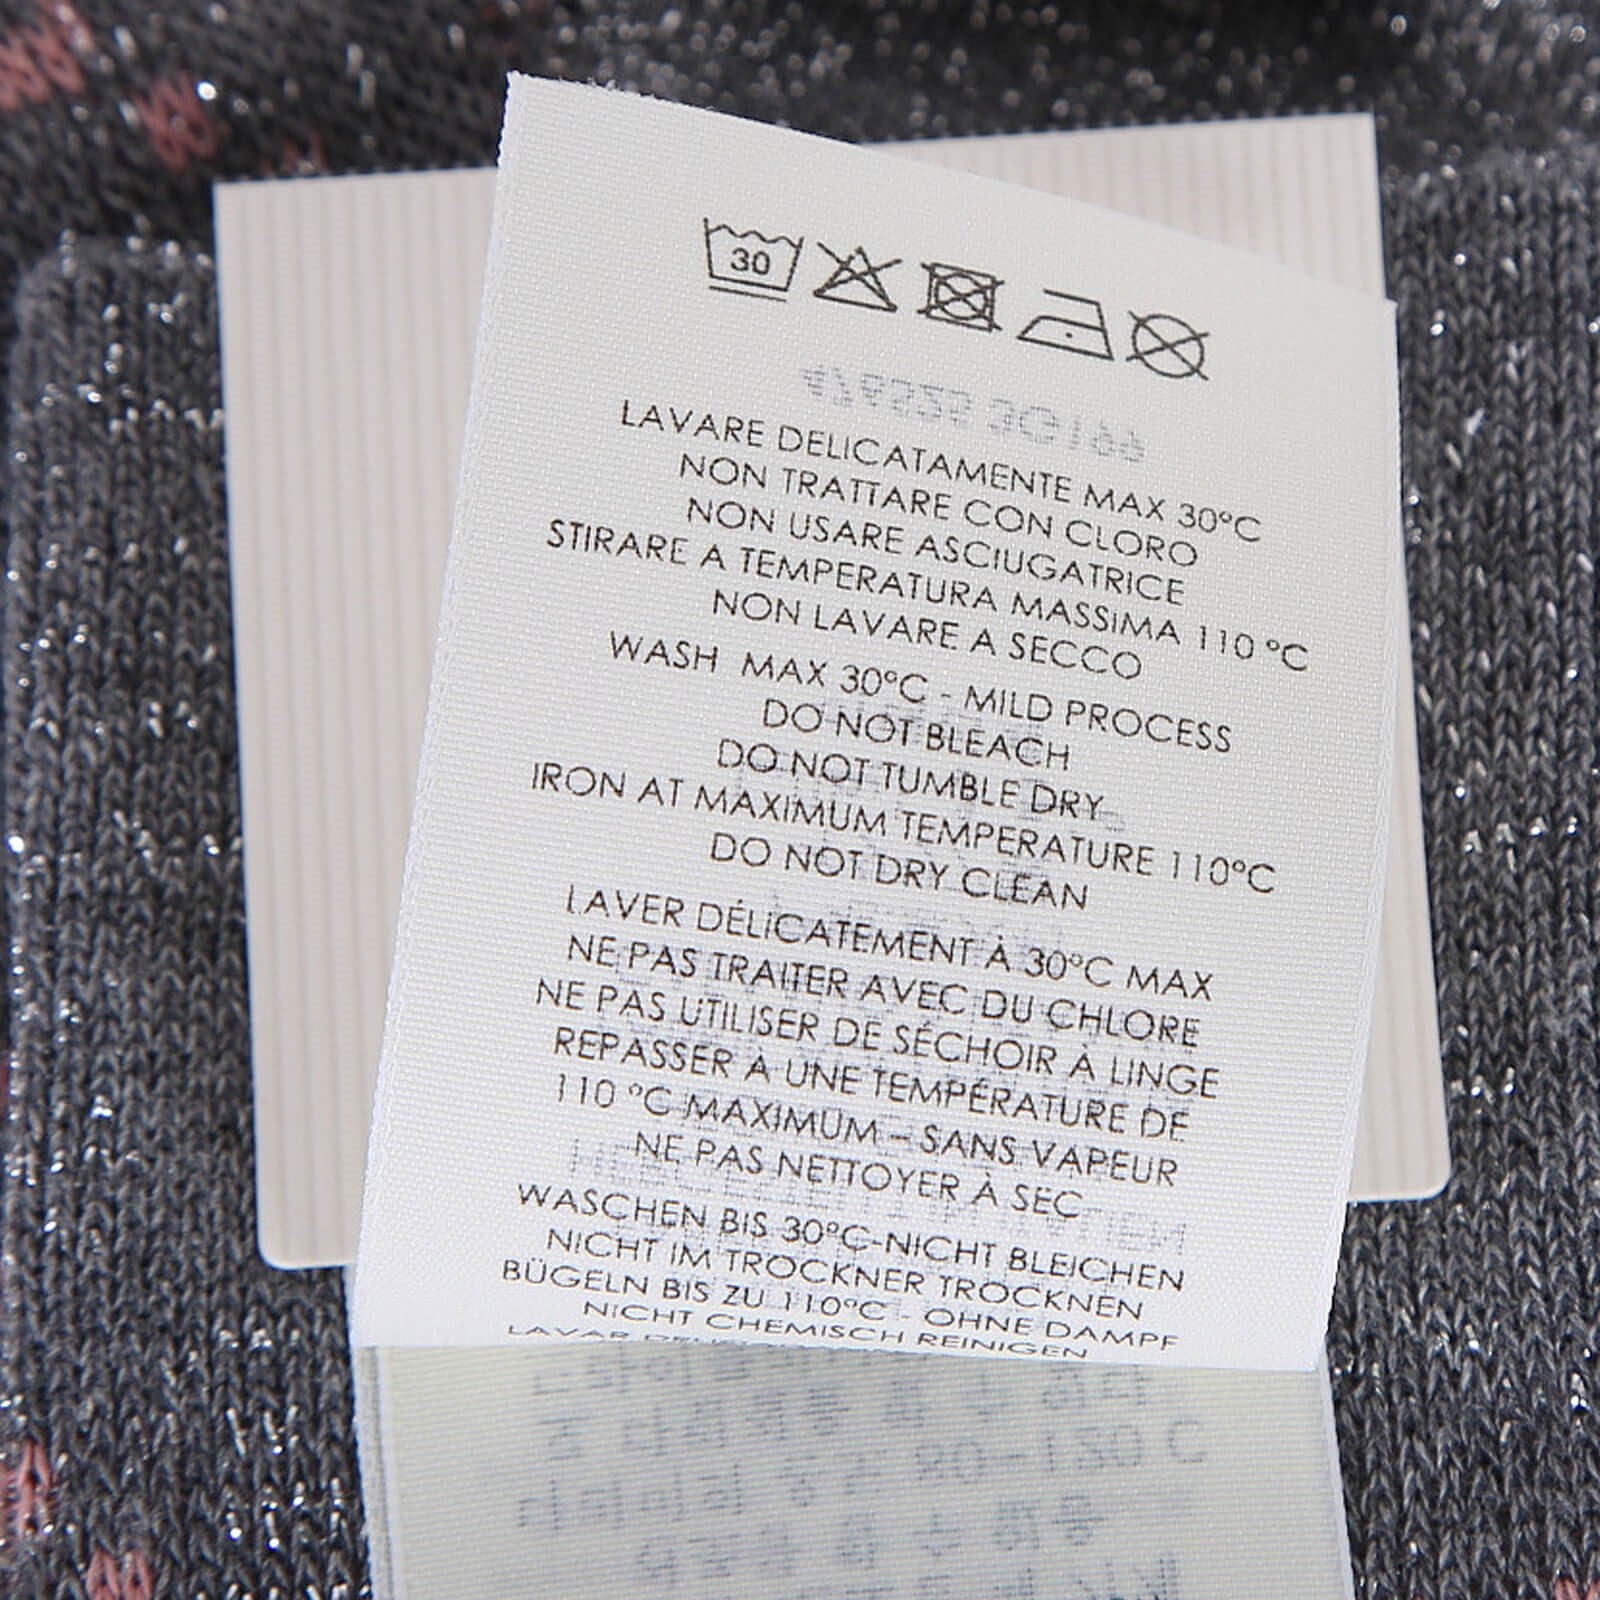 30
LAVARE DELICATAMENTE MAX 30°C
NON TRATTARE CON CLORO
NON USARE ASCIUGATRICE
STIRARE A TEMPERATURA MASSIMA 110 °C
NON LAVARE A SECCO
WASH MAX 30°C - MILD PROCESS
DO NOT BLEACH
DO NOT TUMBLE DRY
IRON AT MAXIMUM TEMPERATURE 110°C
DO NOT DRY CLEAN
LAVER DÉLICATEMENT À 30°C MAX
NE PAS TRAITER AVEC DU CHLORE
NE PAS UTILISER DE SÉCHOIR À LINGE
REPASSER A UNE TEMPÉRATURE DE
110 °C MAXIMUM – SANS VAPEUR
NE PAS NETTOYER À SEC
WASCHEN BIS 30°C-NICHT BLEICHEN
NICHT IM TROCKNER TROCKNEN
BÜGELN BIS ZU 110°C - OHNE DAMPF
NICHT CHEMISCH REINIGEN
LAVAR